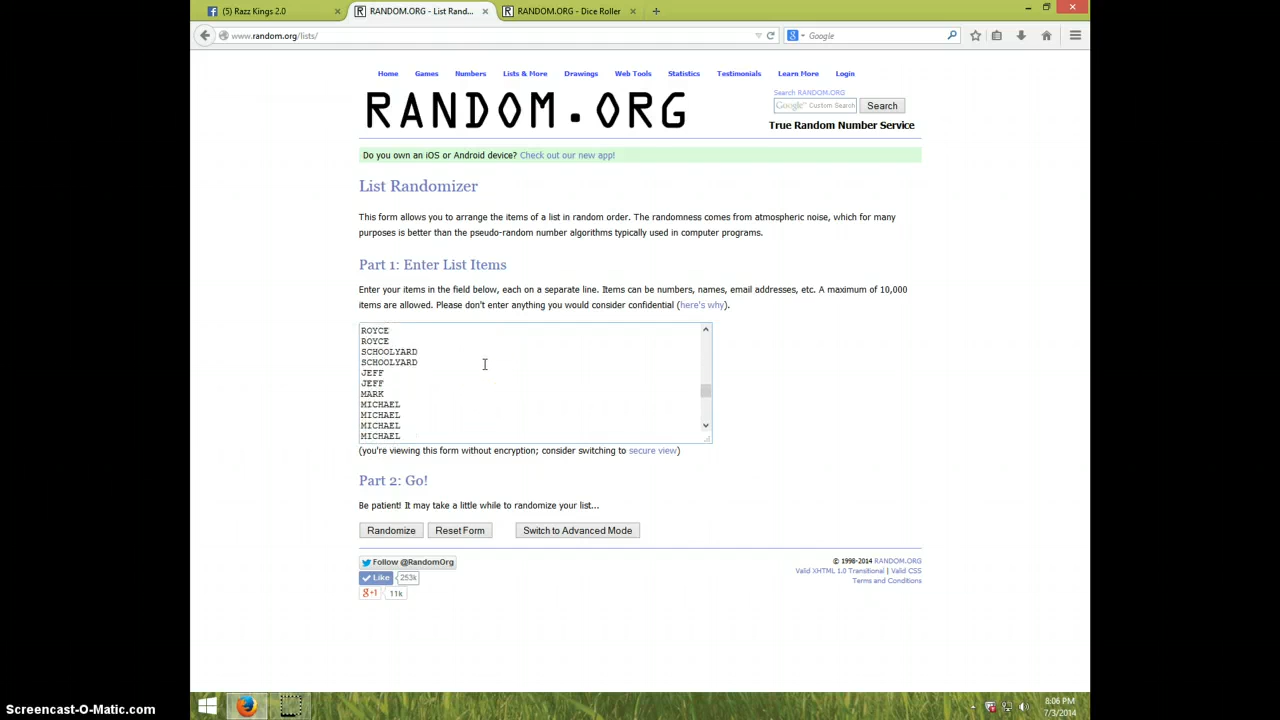 (5) Razz Kings 2.0
RANDOM.ORG - List Rand...
RANDOM.ORG - Dice Roller
www.random.org/lists/
Google
Home Games Numbers Lists & More Drawings Web Tools Statistics Testimonials Learn More Login
RANDOM.ORG
Search RANDOM.ORG
Google™ Custom Search
Search
True Random Number Service
Do you own an iOS or Android device? Check out our new app!
List Randomizer
This form allows you to arrange the items of a list in random order. The randomness comes from atmospheric noise, which for many
purposes is better than the pseudo-random number algorithms typically used in computer programs.
Part 1: Enter List Items
Enter your items in the field below, each on a separate line. Items can be numbers, names, email addresses, etc. A maximum of 10,000
items are allowed. Please don't enter anything you would consider confidential (here's why).
ROYCE
ROYCE
SCHOOLYARD
SCHOOLYARD
JEFF
JEFF
MARK
MICHAEL
MICHAEL
MICHAEL
MICHAEL
(you're viewing this form without encryption; consider switching to secure view)
Part 2: Go!
Be patient! It may take a little while to randomize your list...
Randomize Reset Form Switch to Advanced Mode
Follow @RandomOrg
Like 253k
g+1 11k
© 1998-2014 RANDOM.ORG
Valid XHTML 1.0 Transitional | Valid CSS
Terms and Conditions
8:06 PM
7/3/2014
Screencast-O-Matic.com